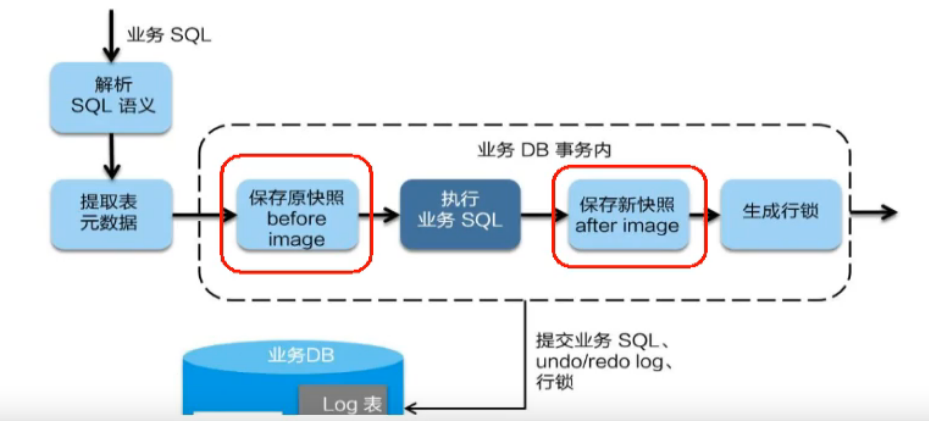 业务 SQL
解析
SQL 语义
业务 DB 事务内
提取表
元数据
保存原快照
before
image
执行
业务 SQL
保存新快照
after image
生成行锁
提交业务 SQL、
undo/redo log、
行锁
业务DB
Log 表